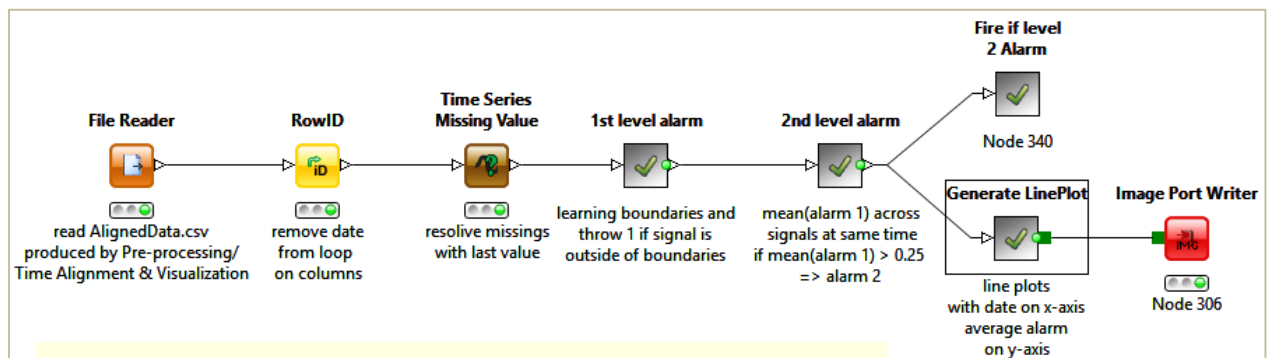 Fire if level
2 Alarm
Node 340
File Reader
read AlignedData.csv
produced by Pre-processing/
Time Alignment & Visualization
RowID
iD
remove date
from loop
on columns
Time Series
Missing Value
?
resolive missings
with last value
1st level alarm
learning boundaries and
throw 1 if signal is
outside of boundaries
2nd level alarm
mean(alarm 1) across
signals at same time
if mean(alarm 1) > 0.25
=> alarm 2
Generate LinePlot
line plots
with date on x-axis
average alarm
on y-axis
Image Port Writer
IMG
Node 306